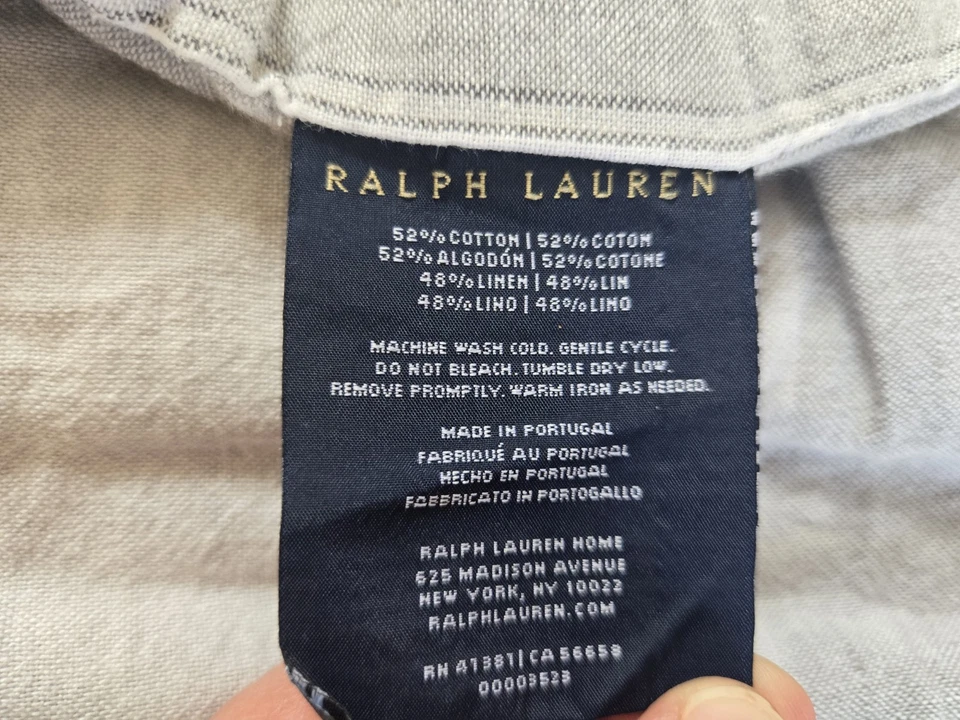 RALPH LAUREN
52% COTTON | 52% COTON
52% ALGODÓN | 52% COTONE
48% LINEN | 48% LIN
48% LINO | 48% LINO
MACHINE WASH COLD. GENTLE CYCLE.
DO NOT BLEACH. TUMBLE DRY LOW.
REMOVE PROMPTLY. WARM IRON AS NEEDED.
MADE IN PORTUGAL
FABRIQUÉ AU PORTUGAL
HECHO EN PORTUGAL
FABBRICATO IN PORTOGALLO
RALPH LAUREN HOME
625 MADISON AVENUE
NEW YORK, NY 10022
RALPHLAUREN.COM
RN 41381 | CA 56658
00003523